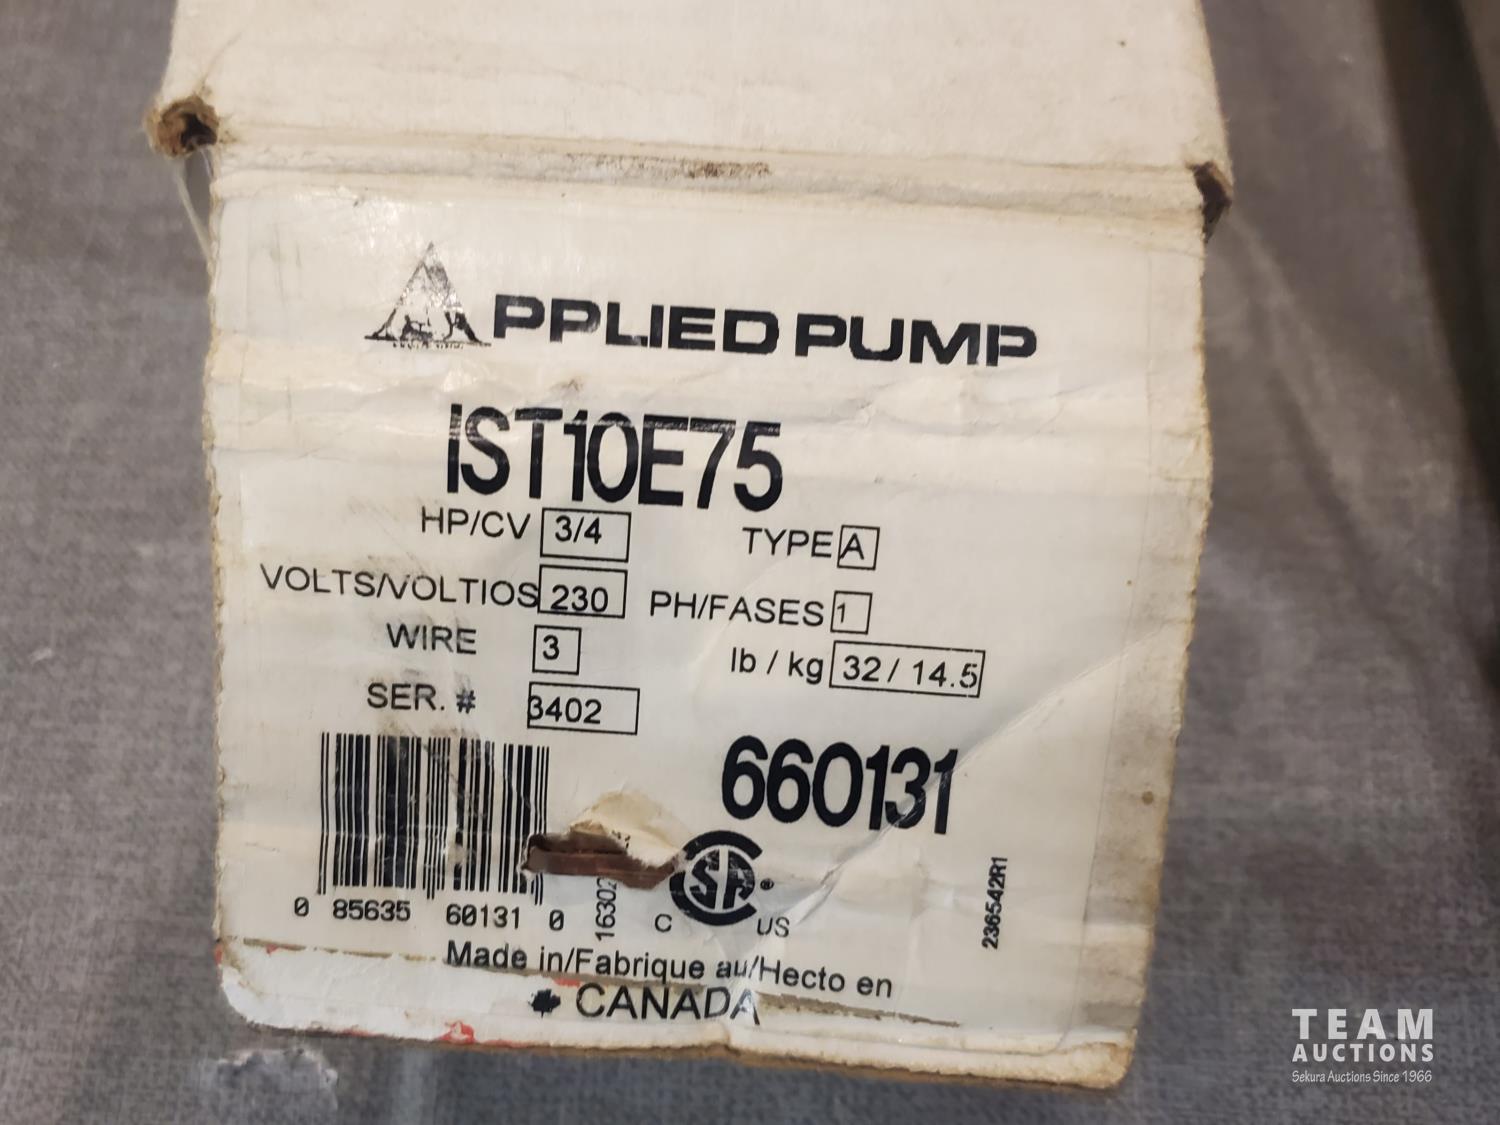 APPLIED PUMP
IST10E75
HP/CV 3/4 TYPE A
VOLTS/VOLTIOS 230 PH/FASES 1
WIRE 3 lb / kg 32 / 14.5
SER. # 3402
660131
0 85635 60131 0
16302
C US
236542R1
Made in/Fabrique au/Hecto en
CANADA
TEAM
AUCTIONS
Sekura Auctions Since 1966